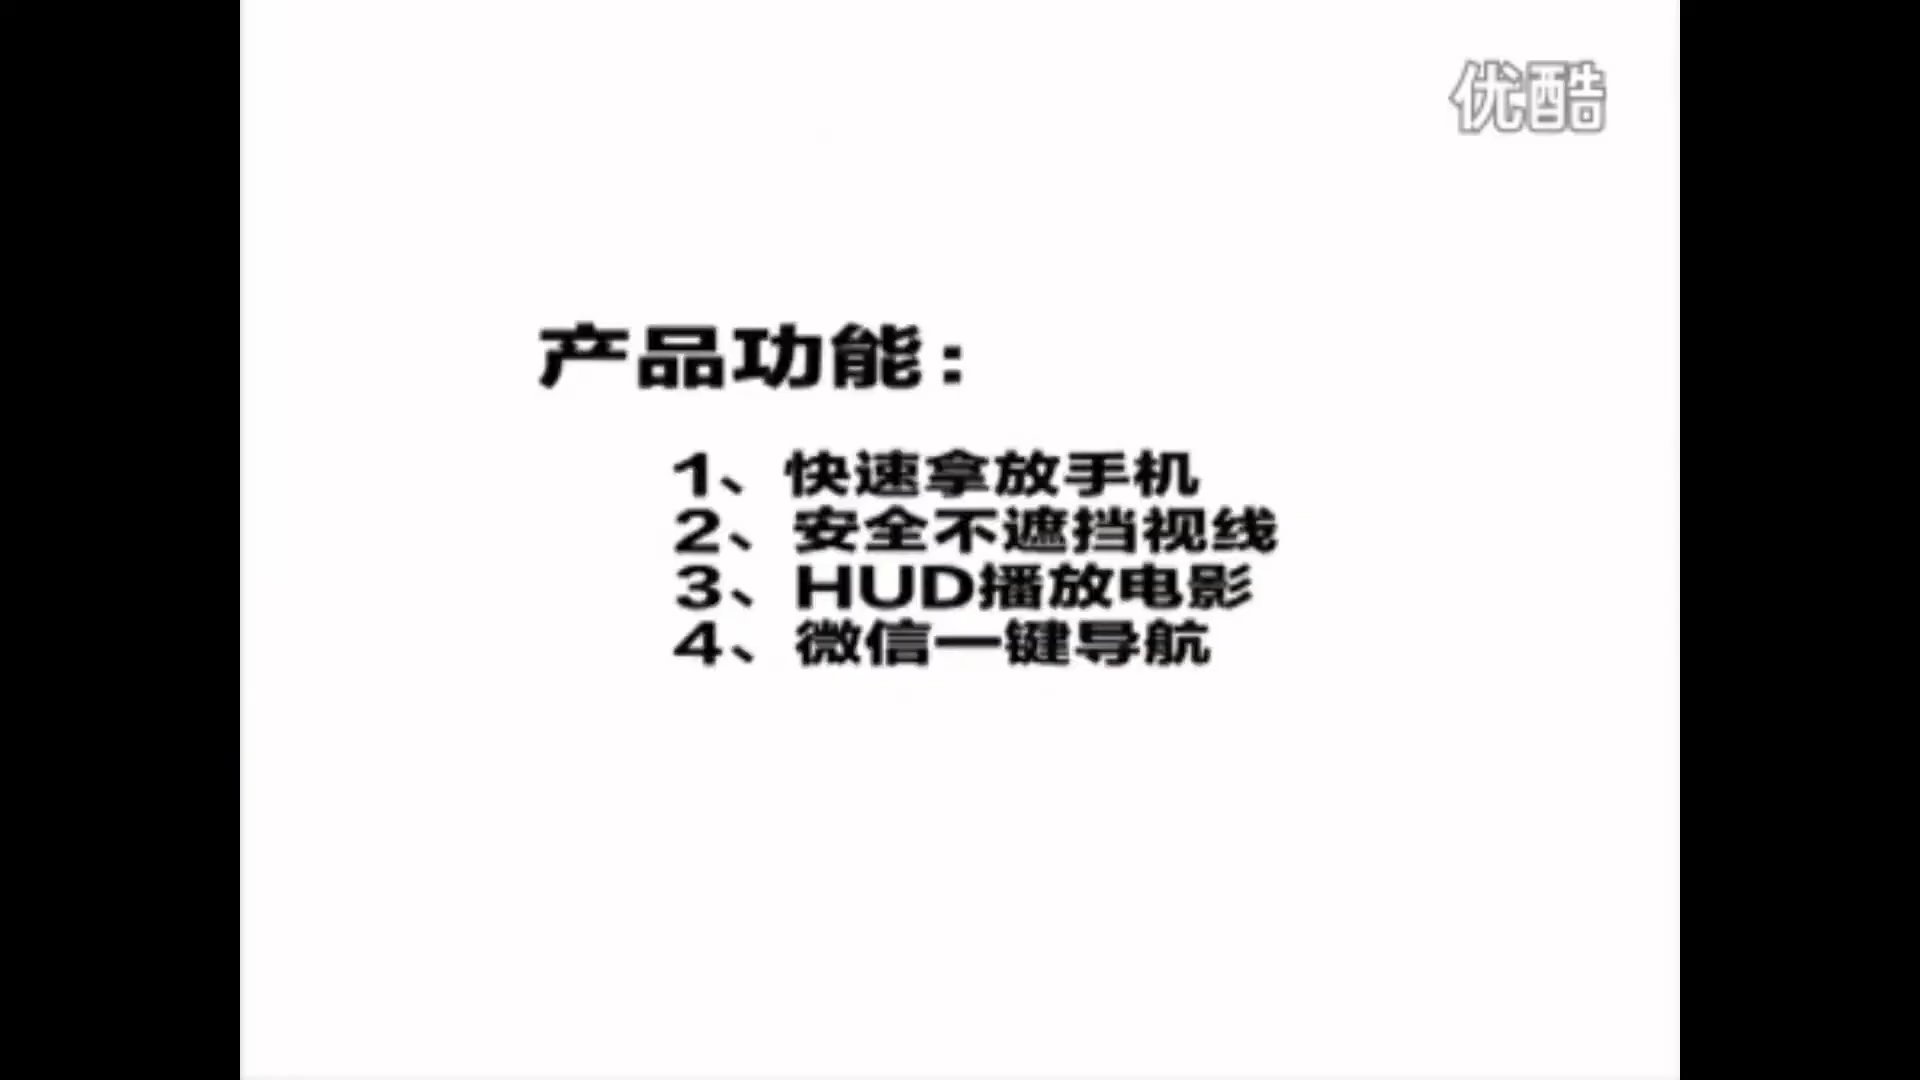 优酷
产品功能：
1、快速拿放手机
2、安全不遮挡视线
3、HUD播放电影
4、微信一键导航